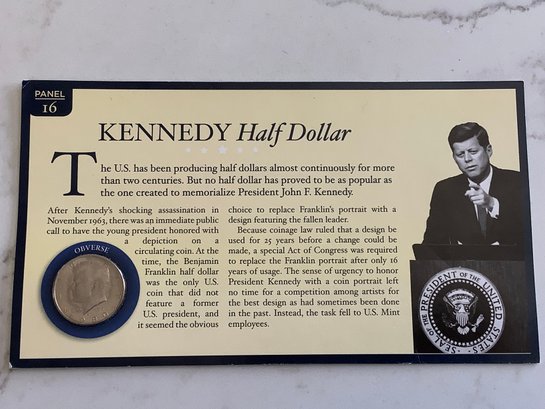 PANEL
16
KENNEDY Half Dollar
The U.S. has been producing half dollars almost continuously for more
than two centuries. But no half dollar has proved to be as popular as
the one created to memorialize President John F. Kennedy.
After Kennedy's shocking assassination in
November 1963, there was an immediate public
call to have the young president honored with
a depiction on a
circulating coin. At the
time, the Benjamin
Franklin half dollar
was the only U.S.
coin that did not
feature a former
U.S. president, and
it seemed the obvious
OBVERSE
choice to replace Franklin's portrait with a
design featuring the fallen leader.
Because coinage law ruled that a design be
used for 25 years before a change could be
made, a special Act of Congress was required
to replace the Franklin portrait after only 16
years of usage. The sense of urgency to honor
President Kennedy with a coin portrait left
no time for a competition among artists for
the best design as had sometimes been done
in the past. Instead, the task fell to U.S. Mint
employees.
SEAL OF THE PRESIDENT OF THE UNITED STATES